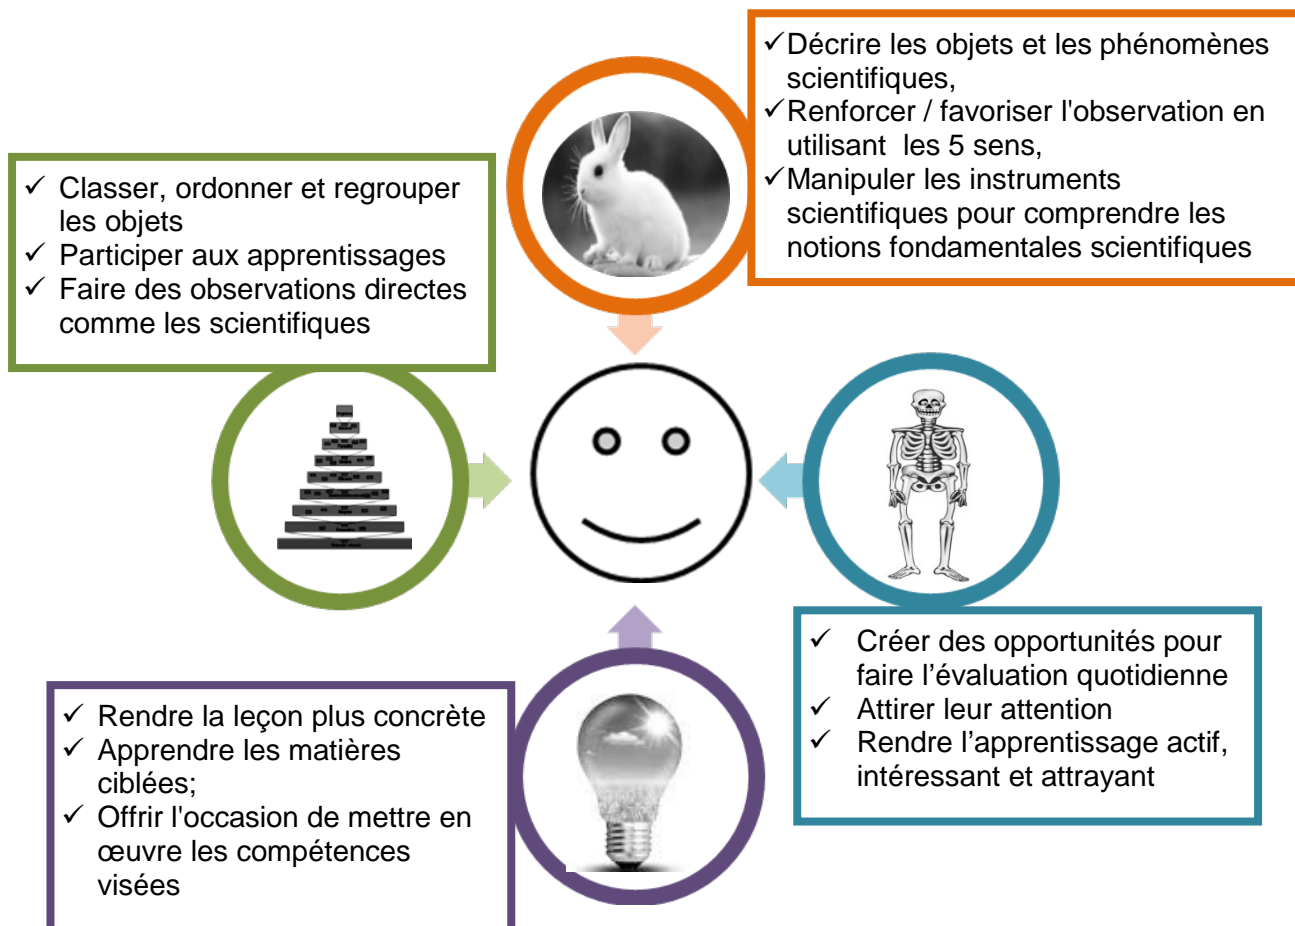 ✓Décrire les objets et les phénomènes
scientifiques,
✓Renforcer / favoriser l'observation en
utilisant les 5 sens,
✓Manipuler les instruments
scientifiques pour comprendre les
notions fondamentales scientifiques
✓ Classer, ordonner et regrouper
les objets
✓ Participer aux apprentissages
✓ Faire des observations directes
comme les scientifiques
✓ Créer des opportunités pour
faire l’évaluation quotidienne
✓ Attirer leur attention
✓ Rendre l’apprentissage actif,
intéressant et attrayant
✓ Rendre la leçon plus concrète
✓ Apprendre les matières
ciblées;
✓ Offrir l'occasion de mettre en
œuvre les compétences
visées